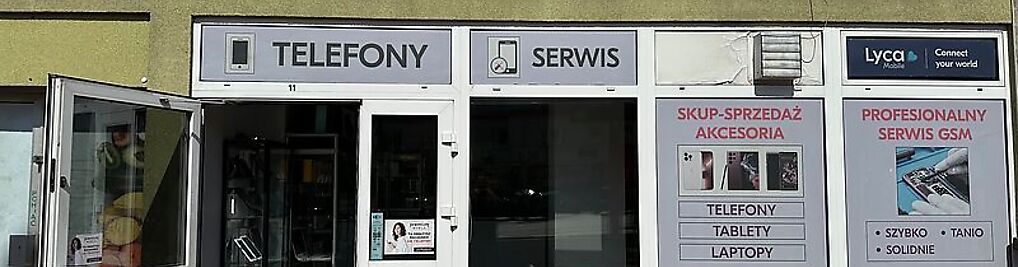 TELEFONY
SERWIS
Lyca
Mobile
Connect
your world
11
SKUP-SPRZEDAŻ
AKCESORIA
TELEFONY
TABLETY
LAPTOPY
PROFESJONALNY
SERWIS GSM
• SZYBKO • TANIO
• SOLIDNIE